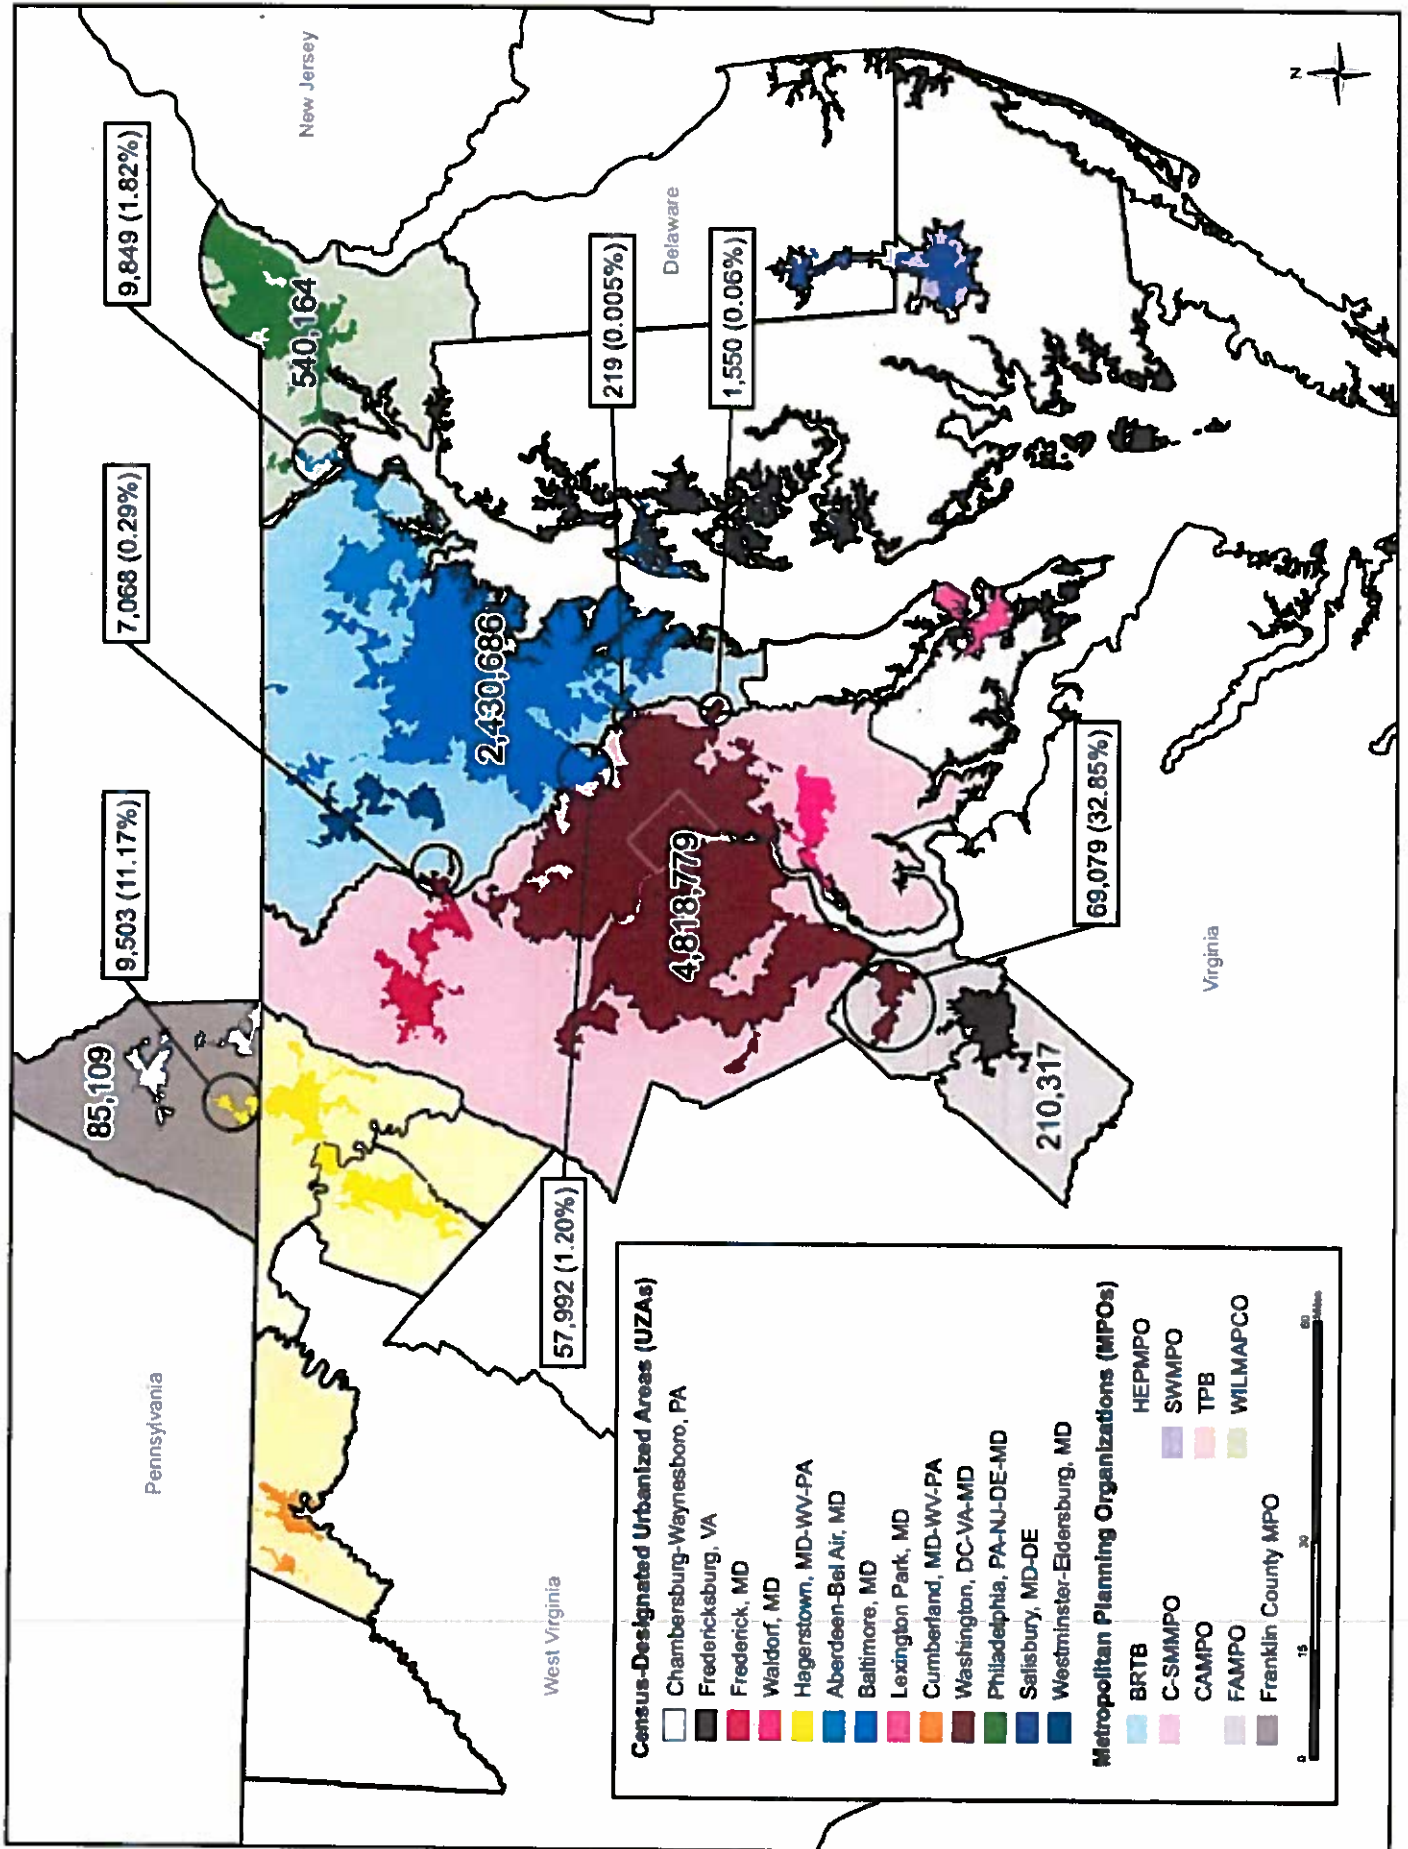 Pennsylvania
New Jersey
Delaware
West Virginia
Virginia
N
85,109
9,503 (11.17%)
7,068 (0.29%)
9,849 (1.82%)
540,164
2,430,686
219 (0.005%)
1,550 (0.06%)
4,818,779
57,992 (1.20%)
69,079 (32.85%)
210,317
Census-Designated Urbanized Areas (UZAs)
Chambersburg-Waynesboro, PA
Fredericksburg, VA
Frederick, MD
Waldorf, MD
Hagerstown, MD-WV-PA
Aberdeen-Bel Air, MD
Baltimore, MD
Lexington Park, MD
Cumberland, MD-WV-PA
Washington, DC-VA-MD
Philadelphia, PA-NJ-DE-MD
Salisbury, MD-DE
Westminster-Eldersburg, MD
Metropolitan Planning Organizations (MPOs)
BRTB
C-SMMPO
CAMPO
FAMPO
Franklin County MPO
HEPMPO
SWMPO
TPB
WILMAPCO
0 15 30 60
Miles